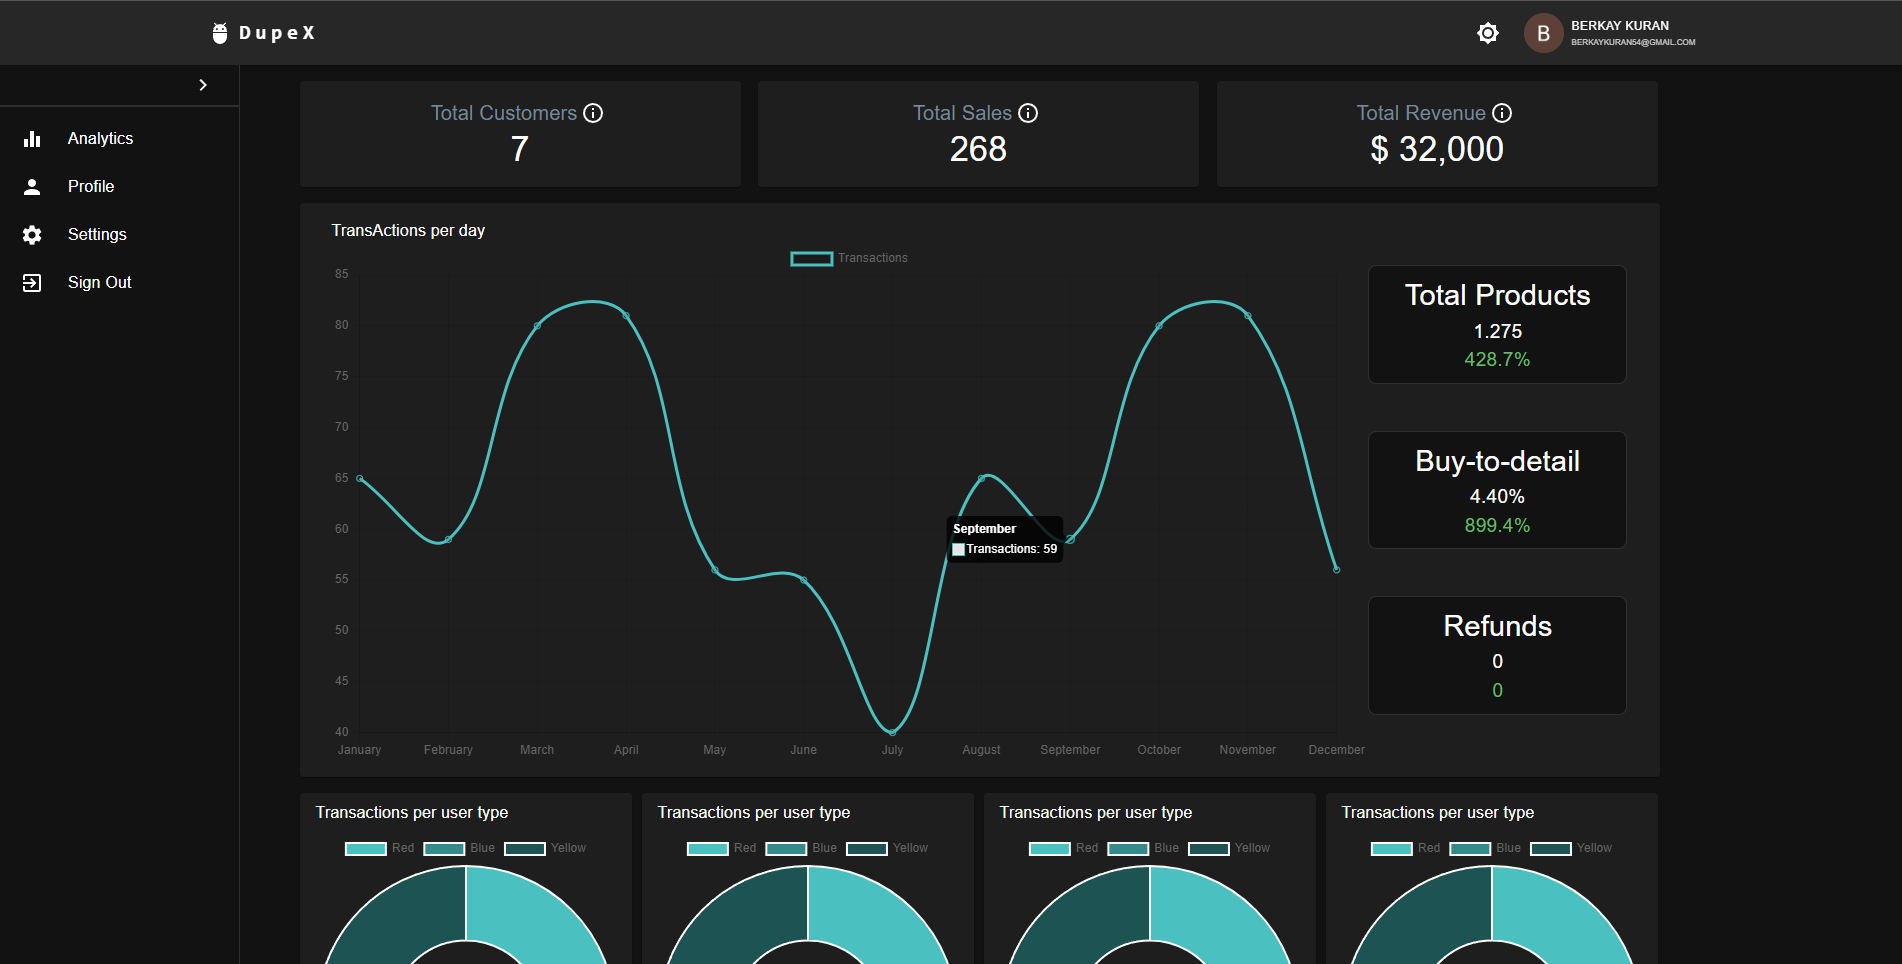 DupeX
B
BERKAY KURAN
BERKAYKURAN54@GMAIL.COM
Analytics
Profile
Settings
Sign Out
Total Customers
7
Total Sales
268
Total Revenue
$ 32,000
TransActions per day
Transactions
85
80
75
70
65
60
55
50
45
40
January February March April May June July August September October November December
September
Transactions: 59
Total Products
1.275
428.7%
Buy-to-detail
4.40%
899.4%
Refunds
0
0
Transactions per user type
Red Blue Yellow
Transactions per user type
Red Blue Yellow
Transactions per user type
Red Blue Yellow
Transactions per user type
Red Blue Yellow